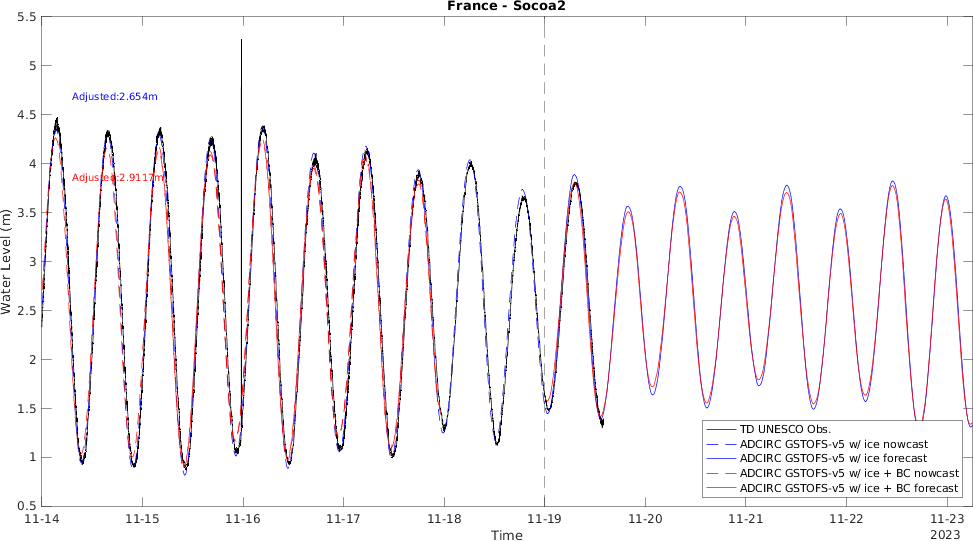 France - Socoa2
5.5
5
4.5
4
3.5
3
2.5
2
1.5
1
0.5
Water Level (m)
Adjusted:2.654m
Adjusted:2.9117m
TD UNESCO Obs.
ADCIRC GSTOFS-v5 w/ ice nowcast
ADCIRC GSTOFS-v5 w/ ice forecast
ADCIRC GSTOFS-v5 w/ ice + BC nowcast
ADCIRC GSTOFS-v5 w/ ice + BC forecast
11-14 11-15 11-16 11-17 11-18 11-19 11-20 11-21 11-22 11-23
Time
2023